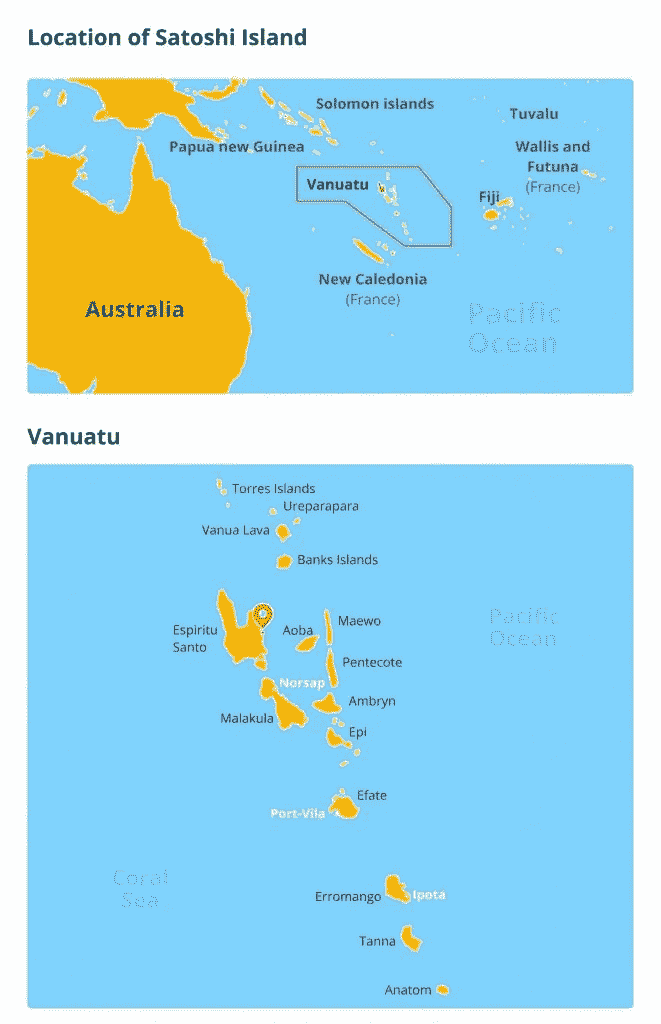 Location of Satoshi Island
Solomon islands
Tuvalu
Papua new Guinea
Wallis and
Futuna
(France)
Vanuatu
Fiji
New Caledonia
(France)
Australia
Pacific
Ocean
Vanuatu
Torres Islands
Ureparapara
Vanua Lava
Banks Islands
Pacific
Ocean
Maewo
Espiritu
Santo
Aoba
Pentecote
Norsap
Ambryn
Malakula
Epi
Efate
Port-Vila
Coral
Sea
Erromango
Ipota
Tanna
Anatom